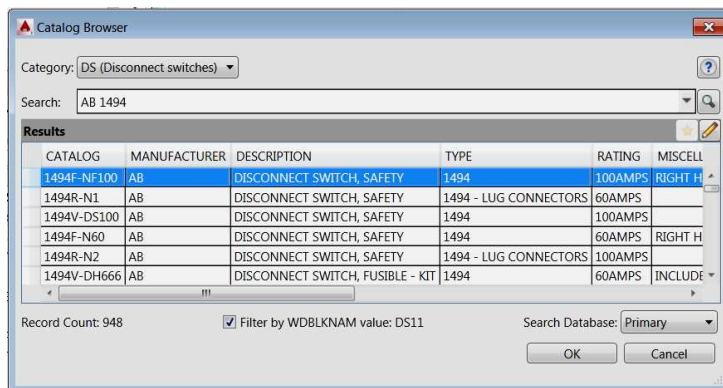 Catalog Browser
Category: DS (Disconnect switches)
Search: AB 1494
Results
CATALOG MANUFACTURER DESCRIPTION TYPE RATING MISCELL
1494F-NF100 AB DISCONNECT SWITCH, SAFETY 1494 100AMPS RIGHT H
1494R-N1 AB DISCONNECT SWITCH, SAFETY 1494 - LUG CONNECTORS 60AMPS
1494V-DS100 AB DISCONNECT SWITCH, SAFETY 1494 100AMPS
1494F-N60 AB DISCONNECT SWITCH, SAFETY 1494 60AMPS RIGHT H
1494R-N2 AB DISCONNECT SWITCH, SAFETY 1494 - LUG CONNECTORS 100AMPS
1494V-DH666 AB DISCONNECT SWITCH, FUSIBLE - KIT 1494 60AMPS INCLUDE
Record Count: 948 Filter by WDBLKNAM value: DS11 Search Database: Primary
OK Cancel